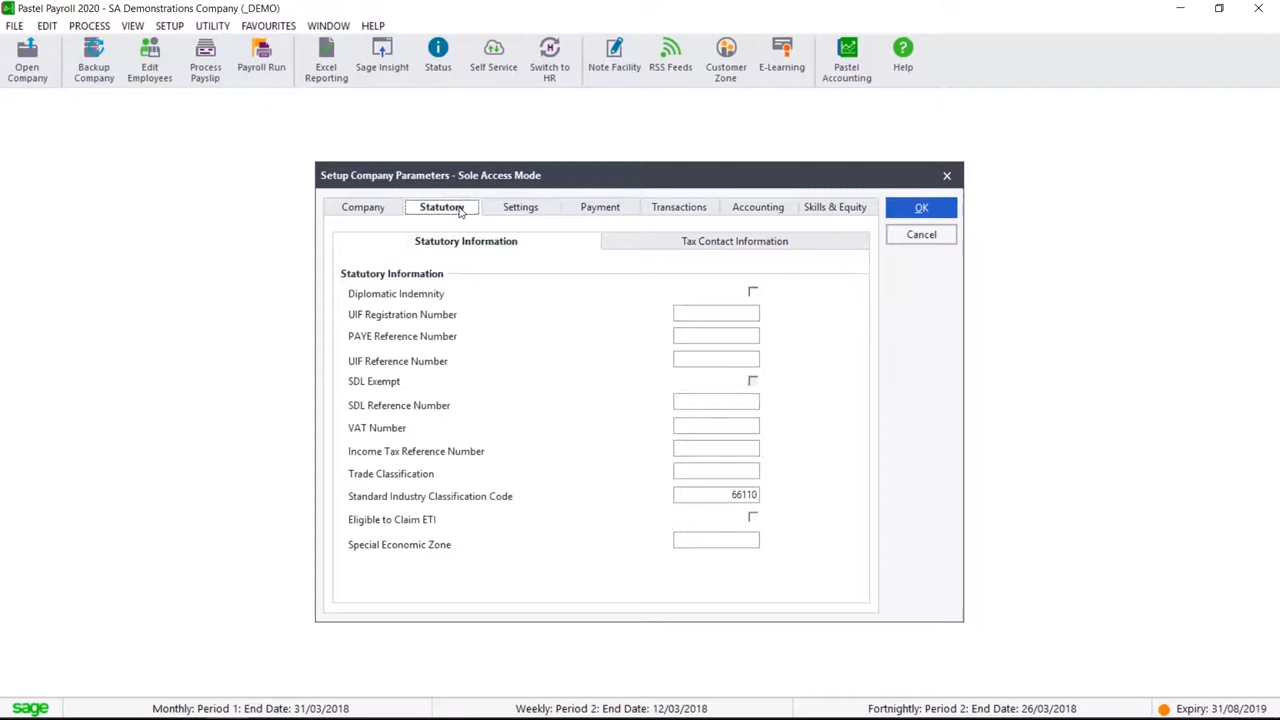 Pastel Payroll 2020 - SA Demonstrations Company (_DEMO)
FILE EDIT PROCESS VIEW SETUP UTILITY FAVOURITES WINDOW HELP
Open Company
Backup Company
Edit Employees
Process Payslip
Payroll Run
Excel Reporting
Sage Insight
Status
Self Service
Switch to HR
Note Facility
RSS Feeds
Customer Zone
E-Learning
Pastel Accounting
Help
Setup Company Parameters - Sole Access Mode
Company Statutory Settings Payment Transactions Accounting Skills & Equity OK
Cancel
Statutory Information Tax Contact Information
Statutory Information
Diplomatic Indemnity
UIF Registration Number
PAYE Reference Number
UIF Reference Number
SDL Exempt
SDL Reference Number
VAT Number
Income Tax Reference Number
Trade Classification
Standard Industry Classification Code 66110
Eligible to Claim ETI
Special Economic Zone
sage Monthly: Period 1: End Date: 31/03/2018 Weekly: Period 2: End Date: 12/03/2018 Fortnightly: Period 2: End Date: 26/03/2018 Expiry: 31/08/2019